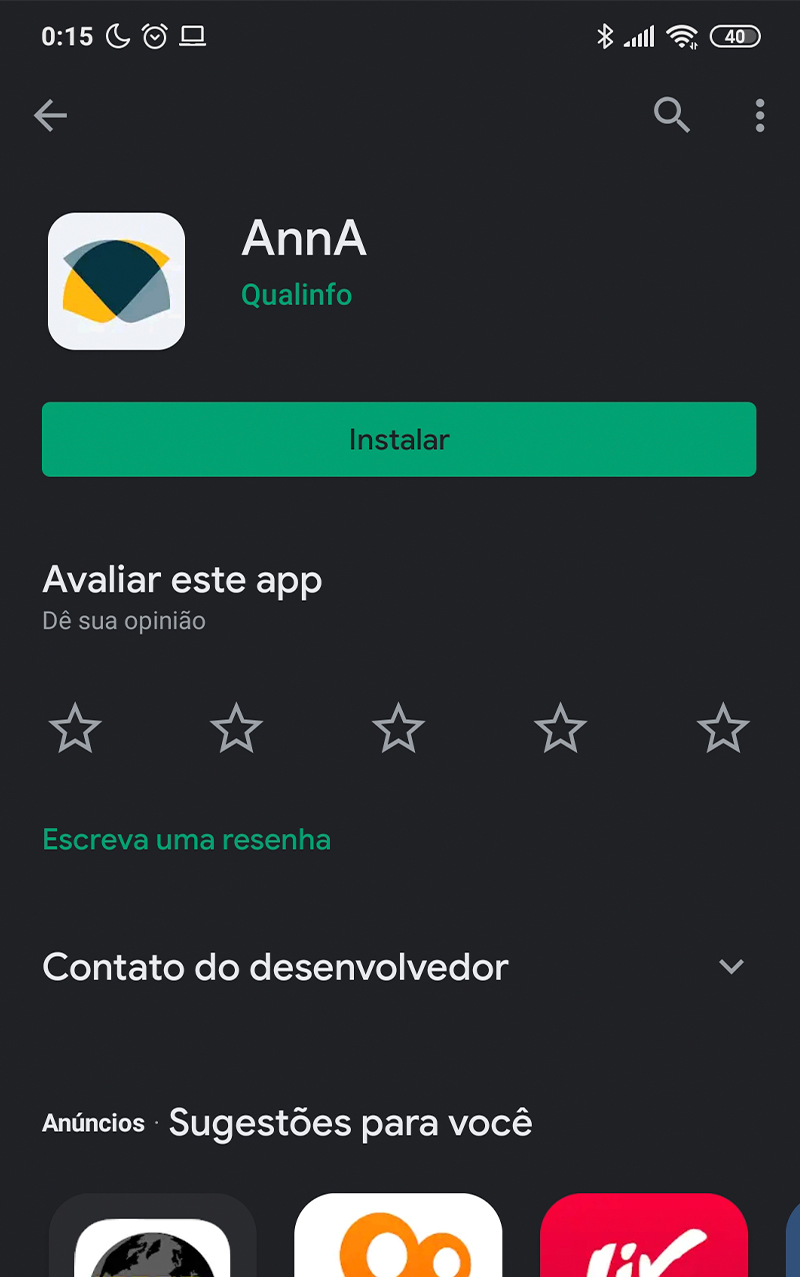 0:15
40
AnnA
Qualinfo
Instalar
Avaliar este app
Dê sua opinião
Escreva uma resenha
Contato do desenvolvedor
Anúncios · Sugestões para você
liv